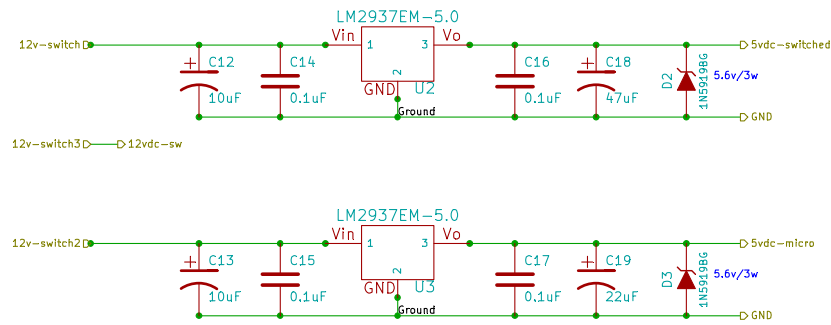 LM2937EM-5.0
12v-switch Vin 1 3 Vo 5vdc-switched
+ C12 C14 2 C16 + C18 D2 1N5919BG 5.6v/3w
GND U2
10uF 0.1uF 0.1uF 47uF
Ground
GND
12v-switch3 12vdc-sw
LM2937EM-5.0
12v-switch2 Vin 1 3 Vo 5vdc-micro
+ C13 C15 2 C17 + C19 D3 1N5919BG 5.6v/3w
GND U3
10uF 0.1uF 0.1uF 22uF
Ground
GND